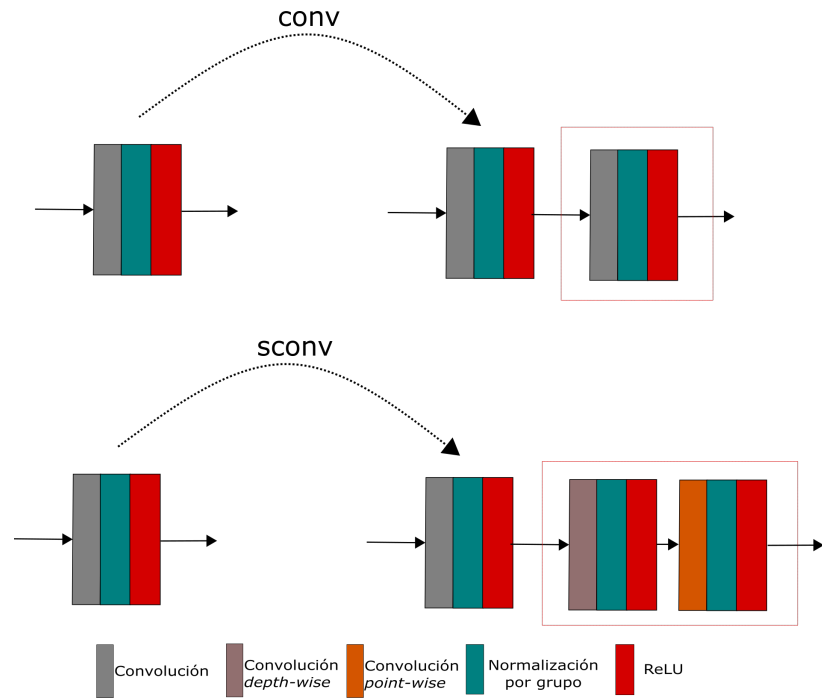 conv
sconv
Convolución
Convolución
depth-wise
Convolución
point-wise
Normalización
por grupo
ReLU